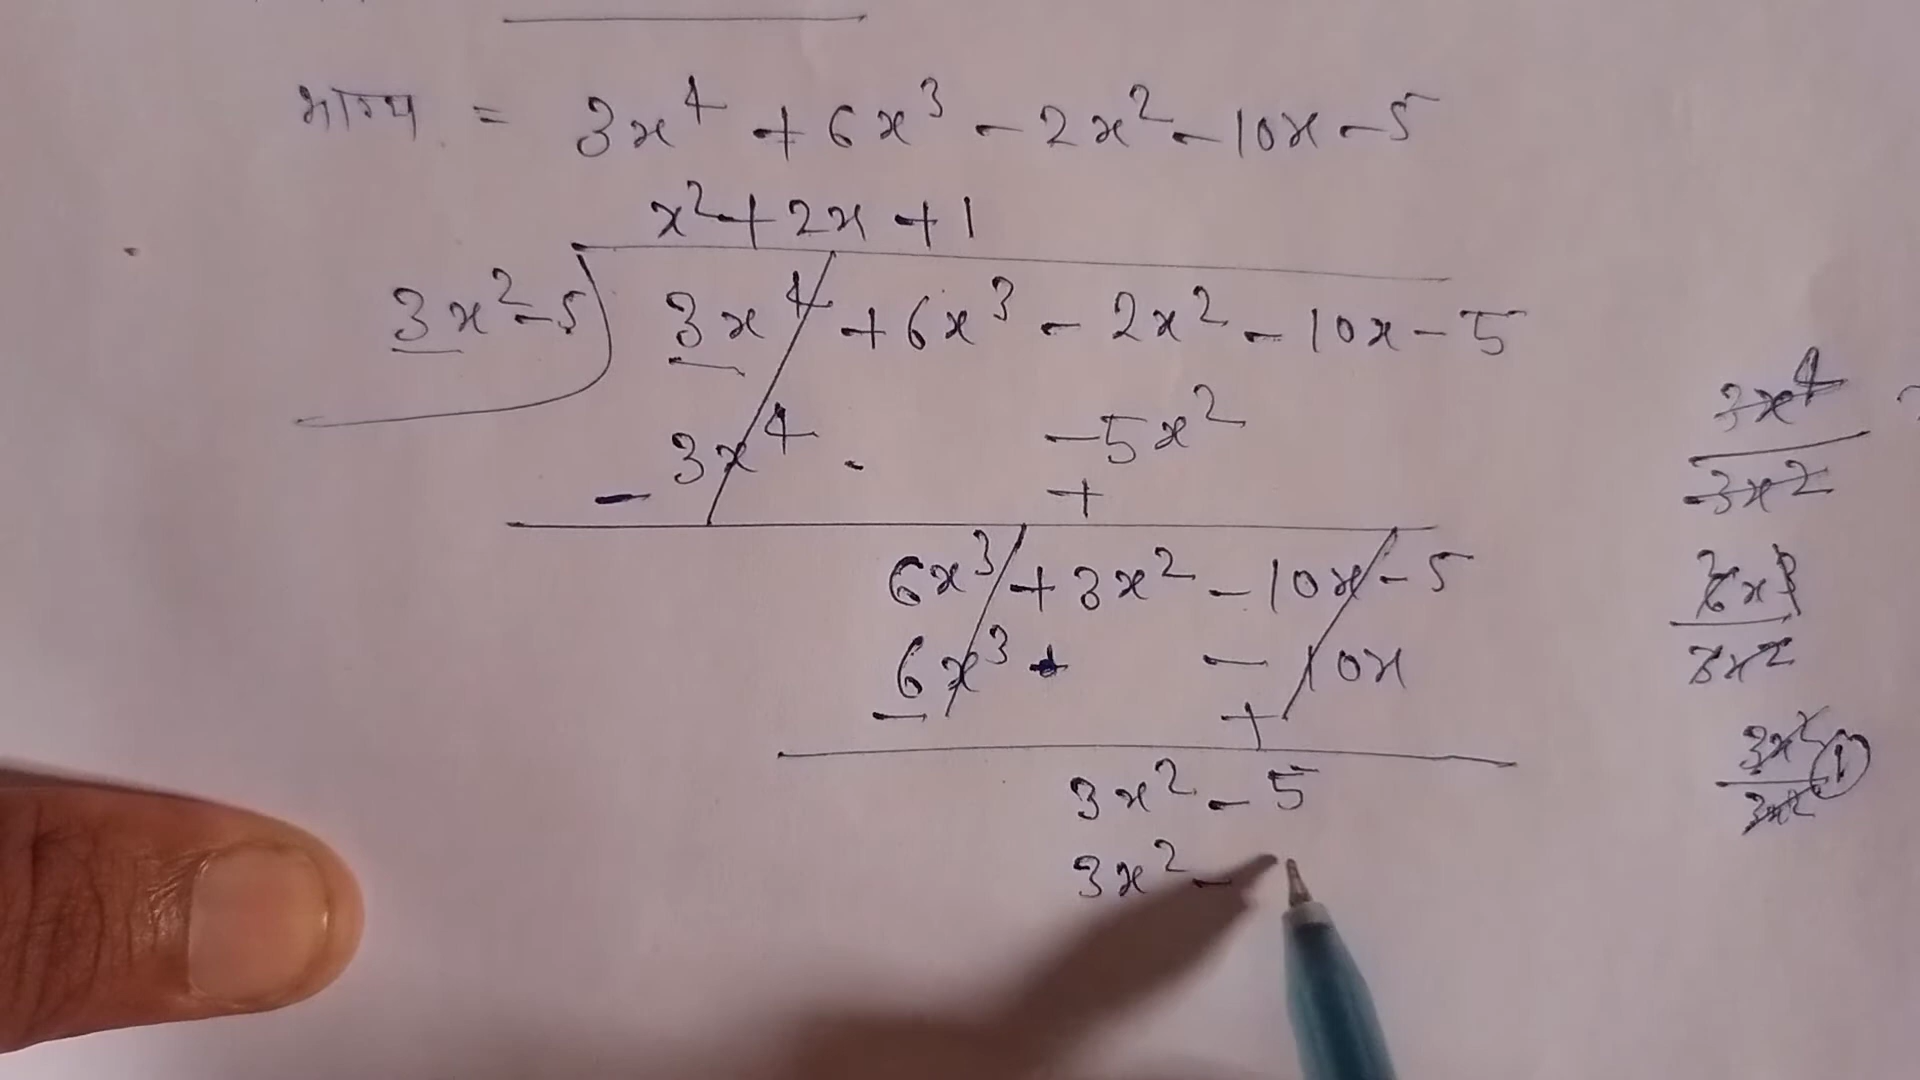 भाज्य = 3x⁴ + 6x³ - 2x² - 10x - 5
x² + 2x + 1
3x² - 5 ) 3x⁴ + 6x³ - 2x² - 10x - 5
3x⁴ - 5x²
- +
6x³ + 3x² - 10x - 5
6x³ + - 10x
- +
3x² - 5
3x² -
3x⁴
3x²
6x³ 2
3x²
3x² 1
3x²